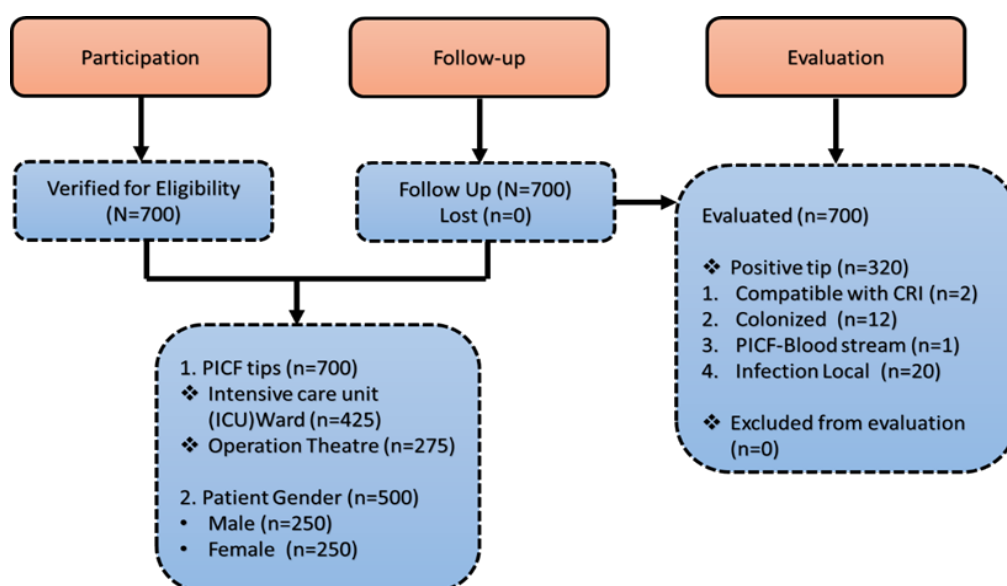 Participation
Follow-up
Evaluation
Verified for Eligibility
(N=700)
Follow Up (N=700)
Lost (n=0)
Evaluated (n=700)
❖ Positive tip (n=320)
1. Compatible with CRI (n=2)
2. Colonized (n=12)
3. PICF-Blood stream (n=1)
4. Infection Local (n=20)
❖ Excluded from evaluation
(n=0)
1. PICF tips (n=700)
❖ Intensive care unit
(ICU)Ward (n=425)
❖ Operation Theatre (n=275)
2. Patient Gender (n=500)
• Male (n=250)
• Female (n=250)